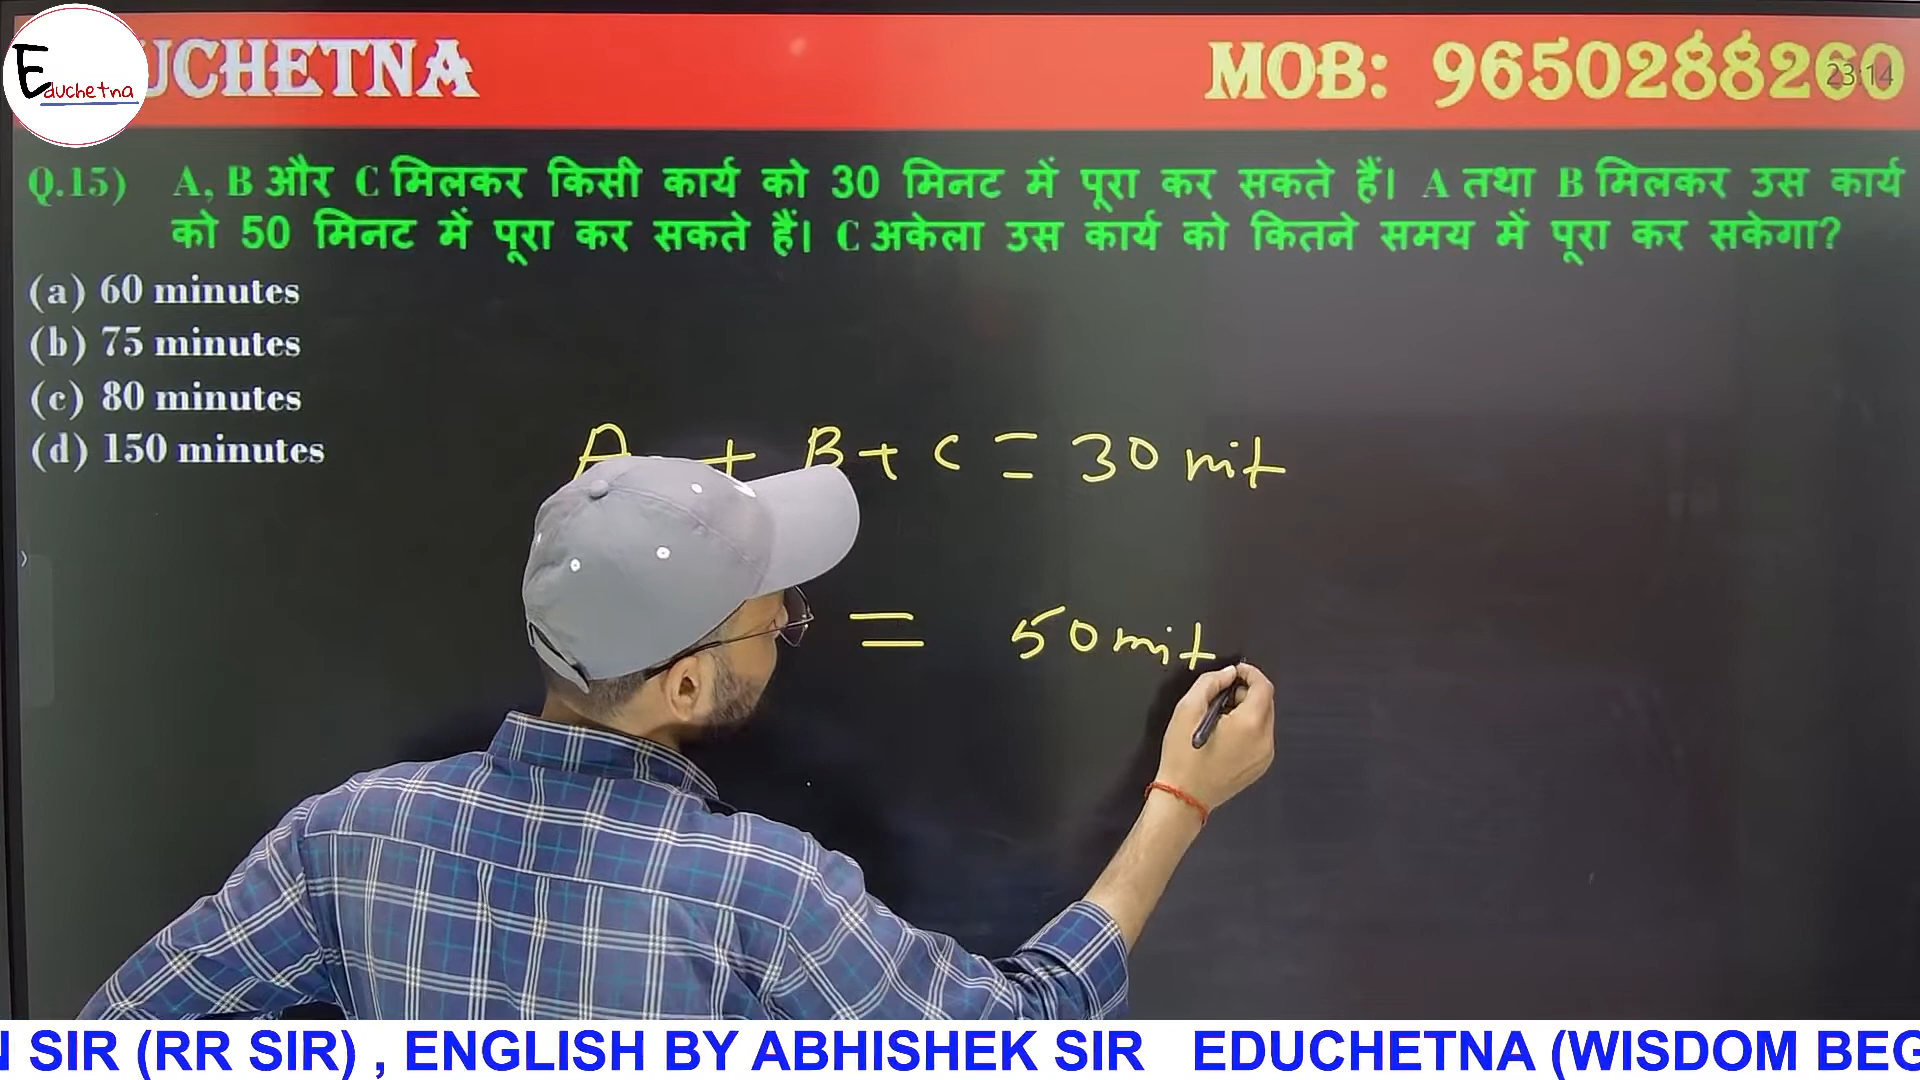 Educhetna
UCHETNA MOB: 9650288260
23:14
Q.15) A, B और C मिलकर किसी कार्य को 30 मिनट में पूरा कर सकते हैं। A तथा B मिलकर उस कार्य
को 50 मिनट में पूरा कर सकते हैं। C अकेला उस कार्य को कितने समय में पूरा कर सकेगा?
(a) 60 minutes
(b) 75 minutes
(c) 80 minutes
(d) 150 minutes
A + B + C = 30 mit
= 50 mit
N SIR (RR SIR) , ENGLISH BY ABHISHEK SIR EDUCHETNA (WISDOM BEG